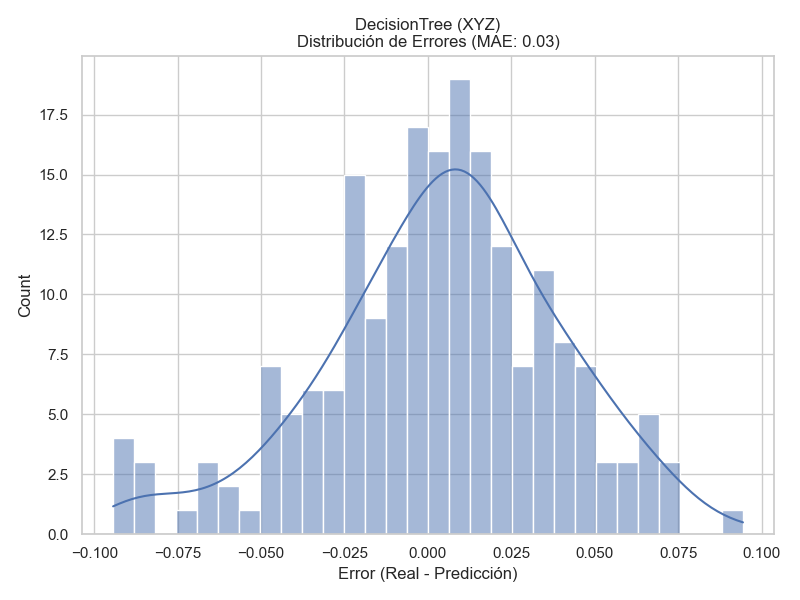 DecisionTree (XYZ)
Distribución de Errores (MAE: 0.03)
Count
17.5
15.0
12.5
10.0
7.5
5.0
2.5
0.0
−0.100 −0.075 −0.050 −0.025 0.000 0.025 0.050 0.075 0.100
Error (Real - Predicción)